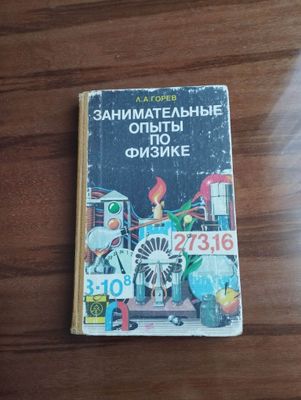 Л.А.ГОРЕВ
ЗАНИМАТЕЛЬНЫЕ
ОПЫТЫ
ПО
ФИЗИКЕ
273,16
3·10⁸